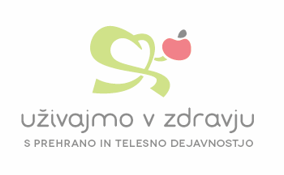 uživajmo v zdravju
S PREHRANO IN TELESNO DEJAVNOSTJO